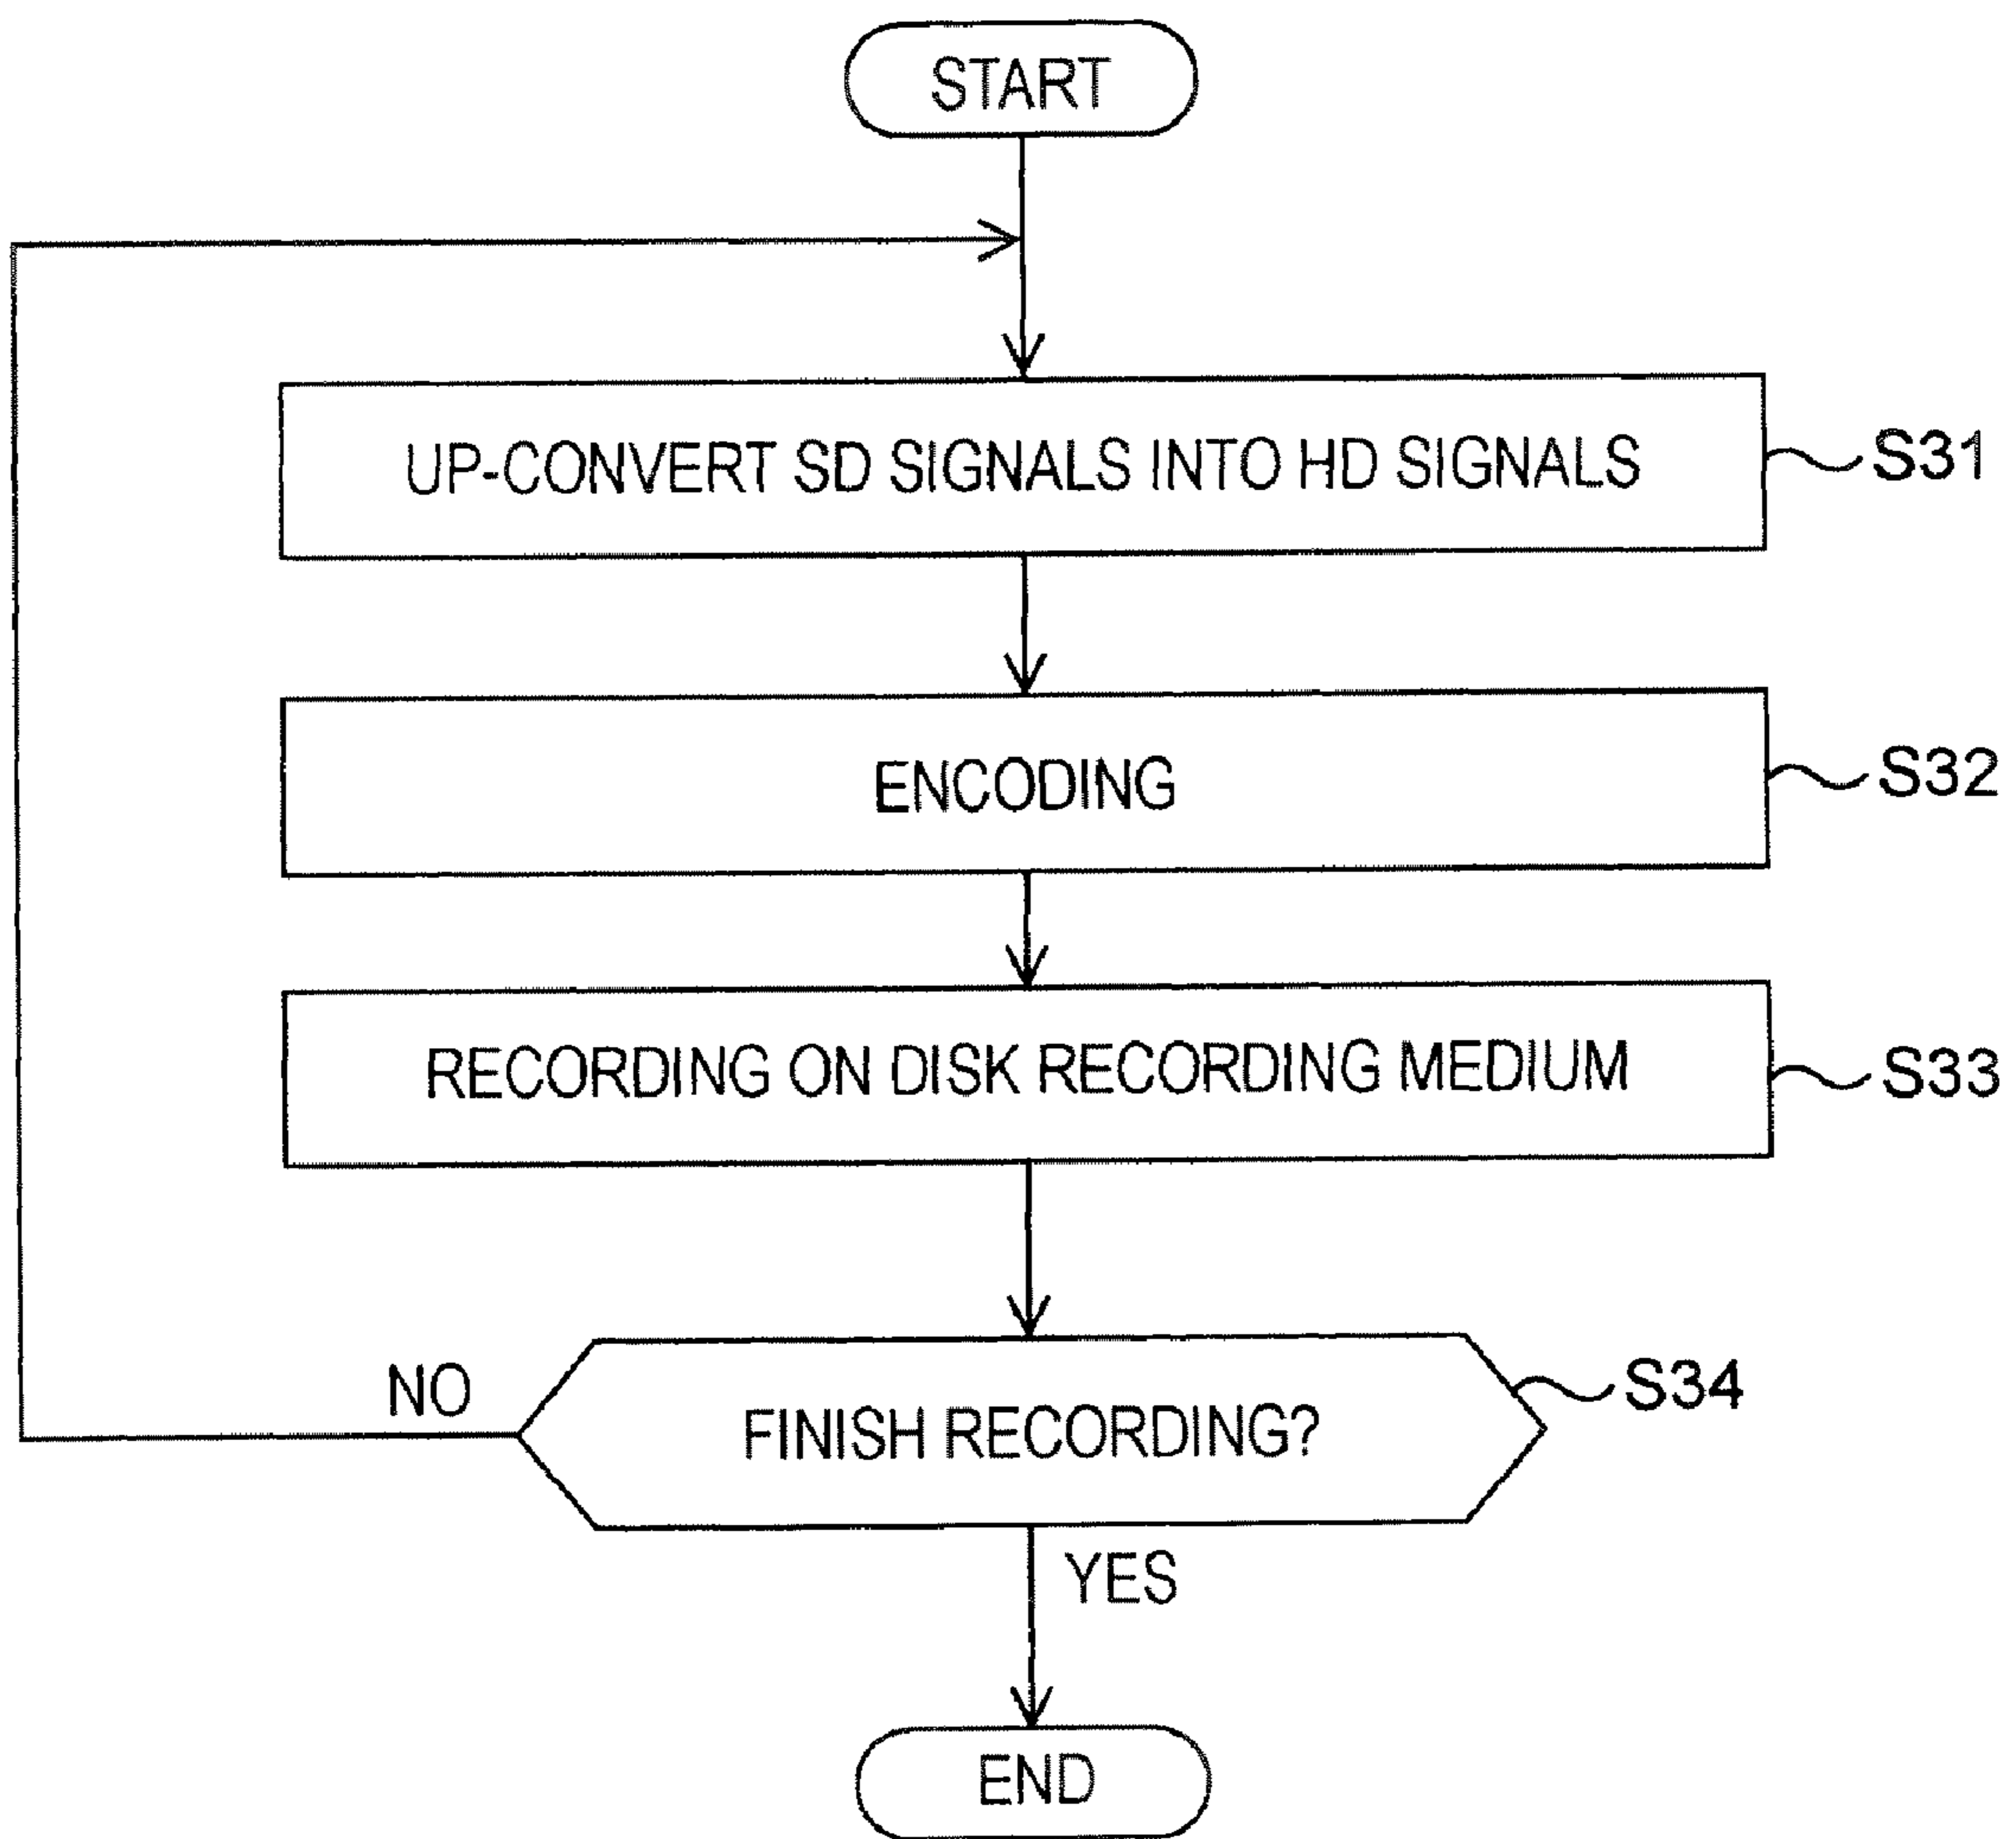 START
UP-CONVERT SD SIGNALS INTO HD SIGNALS
S31
ENCODING
S32
RECORDING ON DISK RECORDING MEDIUM
S33
NO
FINISH RECORDING?
S34
YES
END